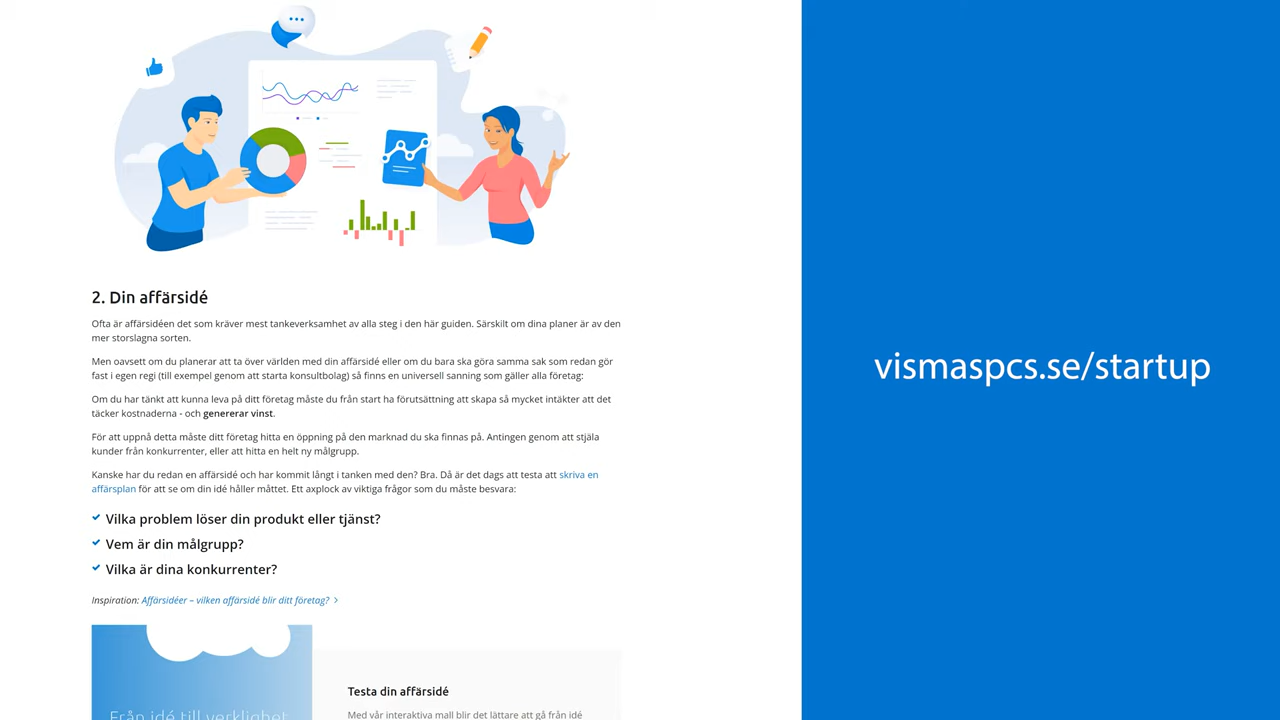 2. Din affärsidé
Ofta är affärsidéen det som kräver mest tankeverksamhet av alla steg i den här guiden. Särskilt om dina planer är av den
mer storslagna sorten.
Men oavsett om du planerar att ta över världen med din affärsidé eller om du bara ska göra samma sak som redan gör
fast i egen regi (till exempel genom att starta konsultbolag) så finns en universell sanning som gäller alla företag:
Om du har tänkt att kunna leva på ditt företag måste du från start ha förutsättning att skapa så mycket intäkter att det
täcker kostnaderna - och genererar vinst.
För att uppnå detta måste ditt företag hitta en öppning på den marknad du ska finnas på. Antingen genom att stjäla
kunder från konkurrenter, eller att hitta en helt ny målgrupp.
Kanske har du redan en affärsidé och har kommit långt i tanken med den? Bra. Då är det dags att testa att skriva en
affärsplan för att se om din idé håller måttet. Ett axplock av viktiga frågor som du måste besvara:
Vilka problem löser din produkt eller tjänst?
Vem är din målgrupp?
Vilka är dina konkurrenter?
Inspiration: Affärsidéer – vilken affärsidé blir ditt företag? >
Från idé till verklighet
Testa din affärsidé
Med vår interaktiva mall blir det lättare att gå från idé
vismaspcs.se/startup